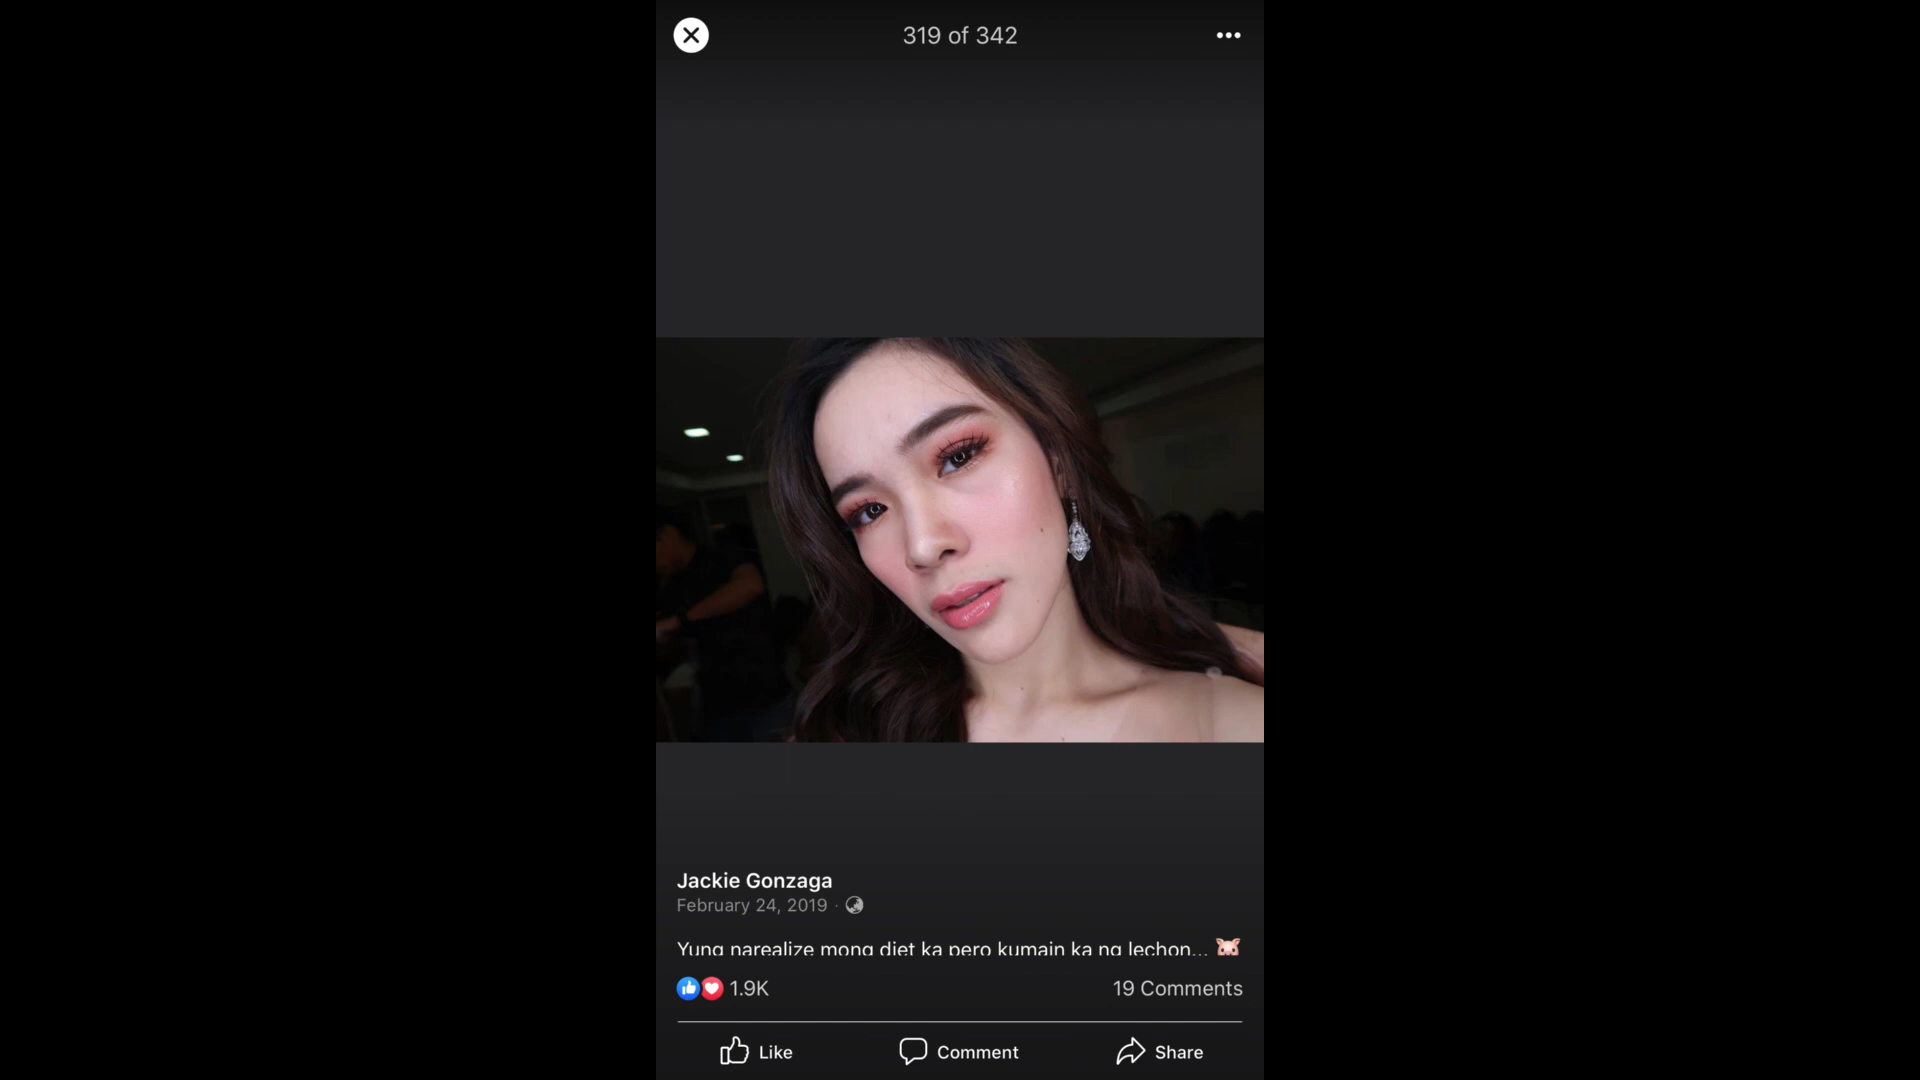 319 of 342
Jackie Gonzaga
February 24, 2019 ·
Yung narealize mong diet ka pero kumain ka ng lechon... 🐷
1.9K
19 Comments
Like
Comment
Share